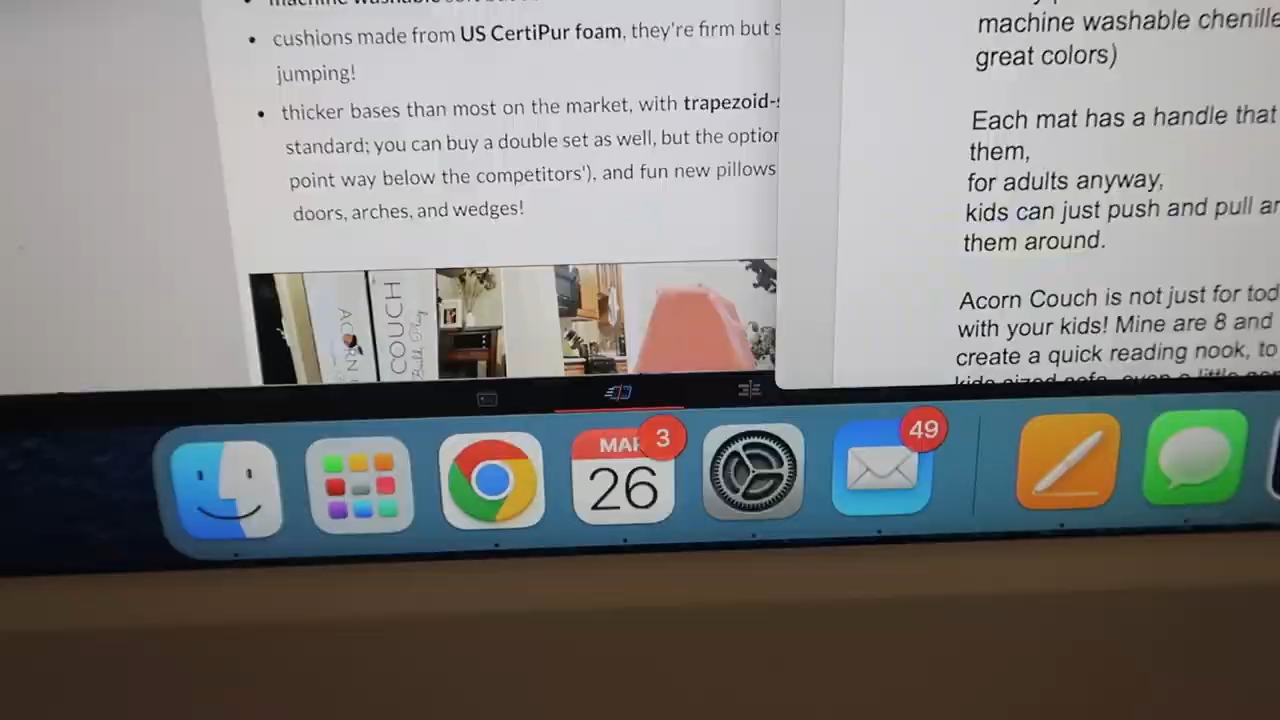 cushions made from US CertiPur foam, they're firm but
jumping!
thicker bases than most on the market, with trapezoid-
standard; you can buy a double set as well, but the
point way below the competitors'), and fun new pillows
doors, arches, and wedges!
ACORN
COUCH
machine washable chenille
great colors)
Each mat has a handle that
them,
for adults anyway,
kids can just push and pull
them around.
Acorn Couch is not just for
with your kids! Mine are 8 and
create a quick reading nook, to
MAR
3
26
49